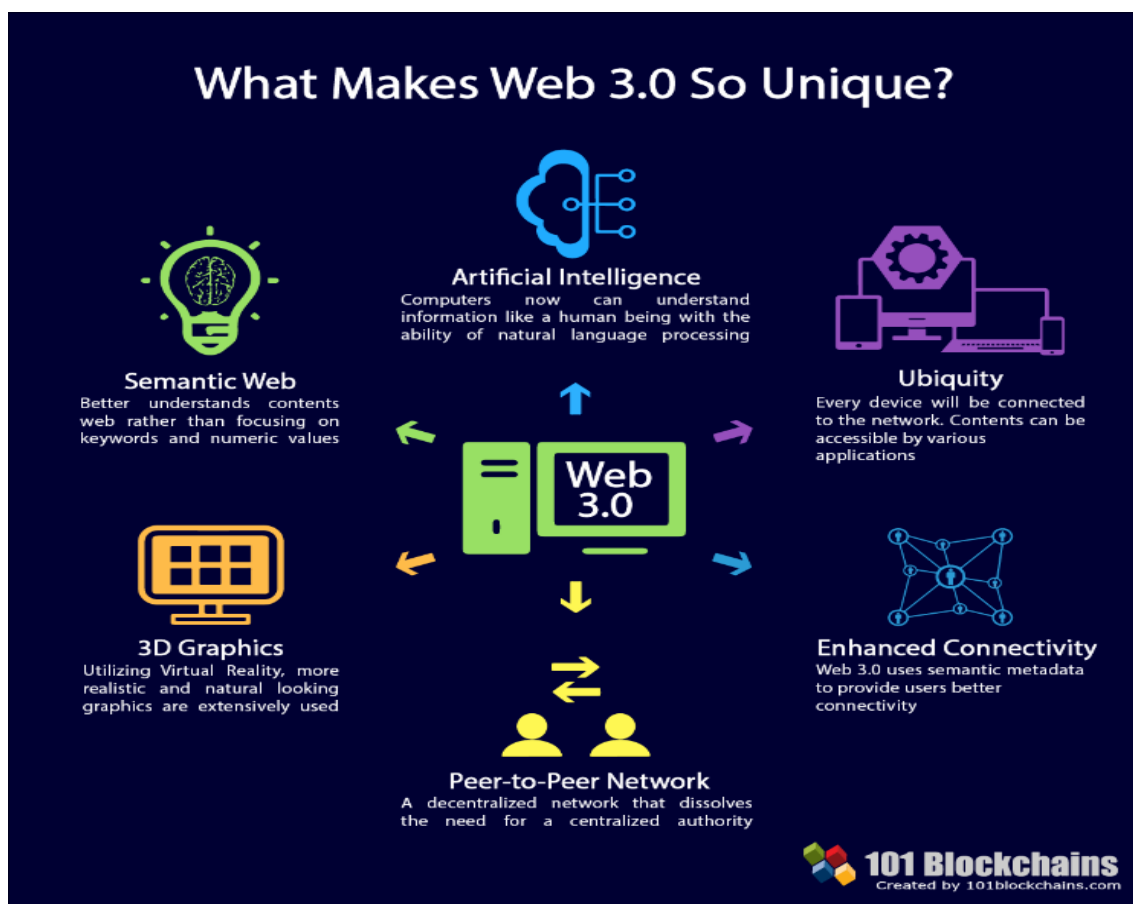 What Makes Web 3.0 So Unique?
Artificial Intelligence
Computers now can understand
information like a human being with the
ability of natural language processing
Semantic Web
Better understands contents
web rather than focusing on
keywords and numeric values
Ubiquity
Every device will be connected
to the network. Contents can be
accessible by various
applications
Web
3.0
3D Graphics
Utilizing Virtual Reality, more
realistic and natural looking
graphics are extensively used
Enhanced Connectivity
Web 3.0 uses semantic metadata
to provide users better
connectivity
Peer-to-Peer Network
A decentralized network that dissolves
the need for a centralized authority
101 Blockchains
Created by 101blockchains.com